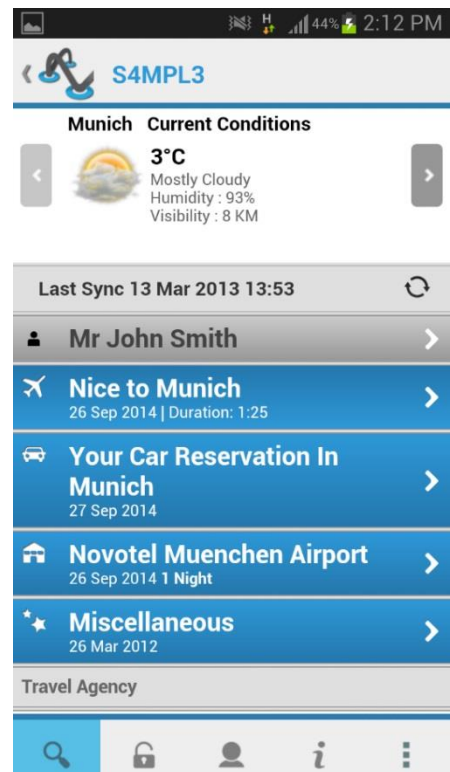 H 44% 2:12 PM
S4MPL3
Munich Current Conditions
3°C
Mostly Cloudy
Humidity : 93%
Visibility : 8 KM
Last Sync 13 Mar 2013 13:53
Mr John Smith
Nice to Munich
26 Sep 2014 | Duration: 1:25
Your Car Reservation In
Munich
27 Sep 2014
Novotel Muenchen Airport
26 Sep 2014 1 Night
Miscellaneous
26 Mar 2012
Travel Agency